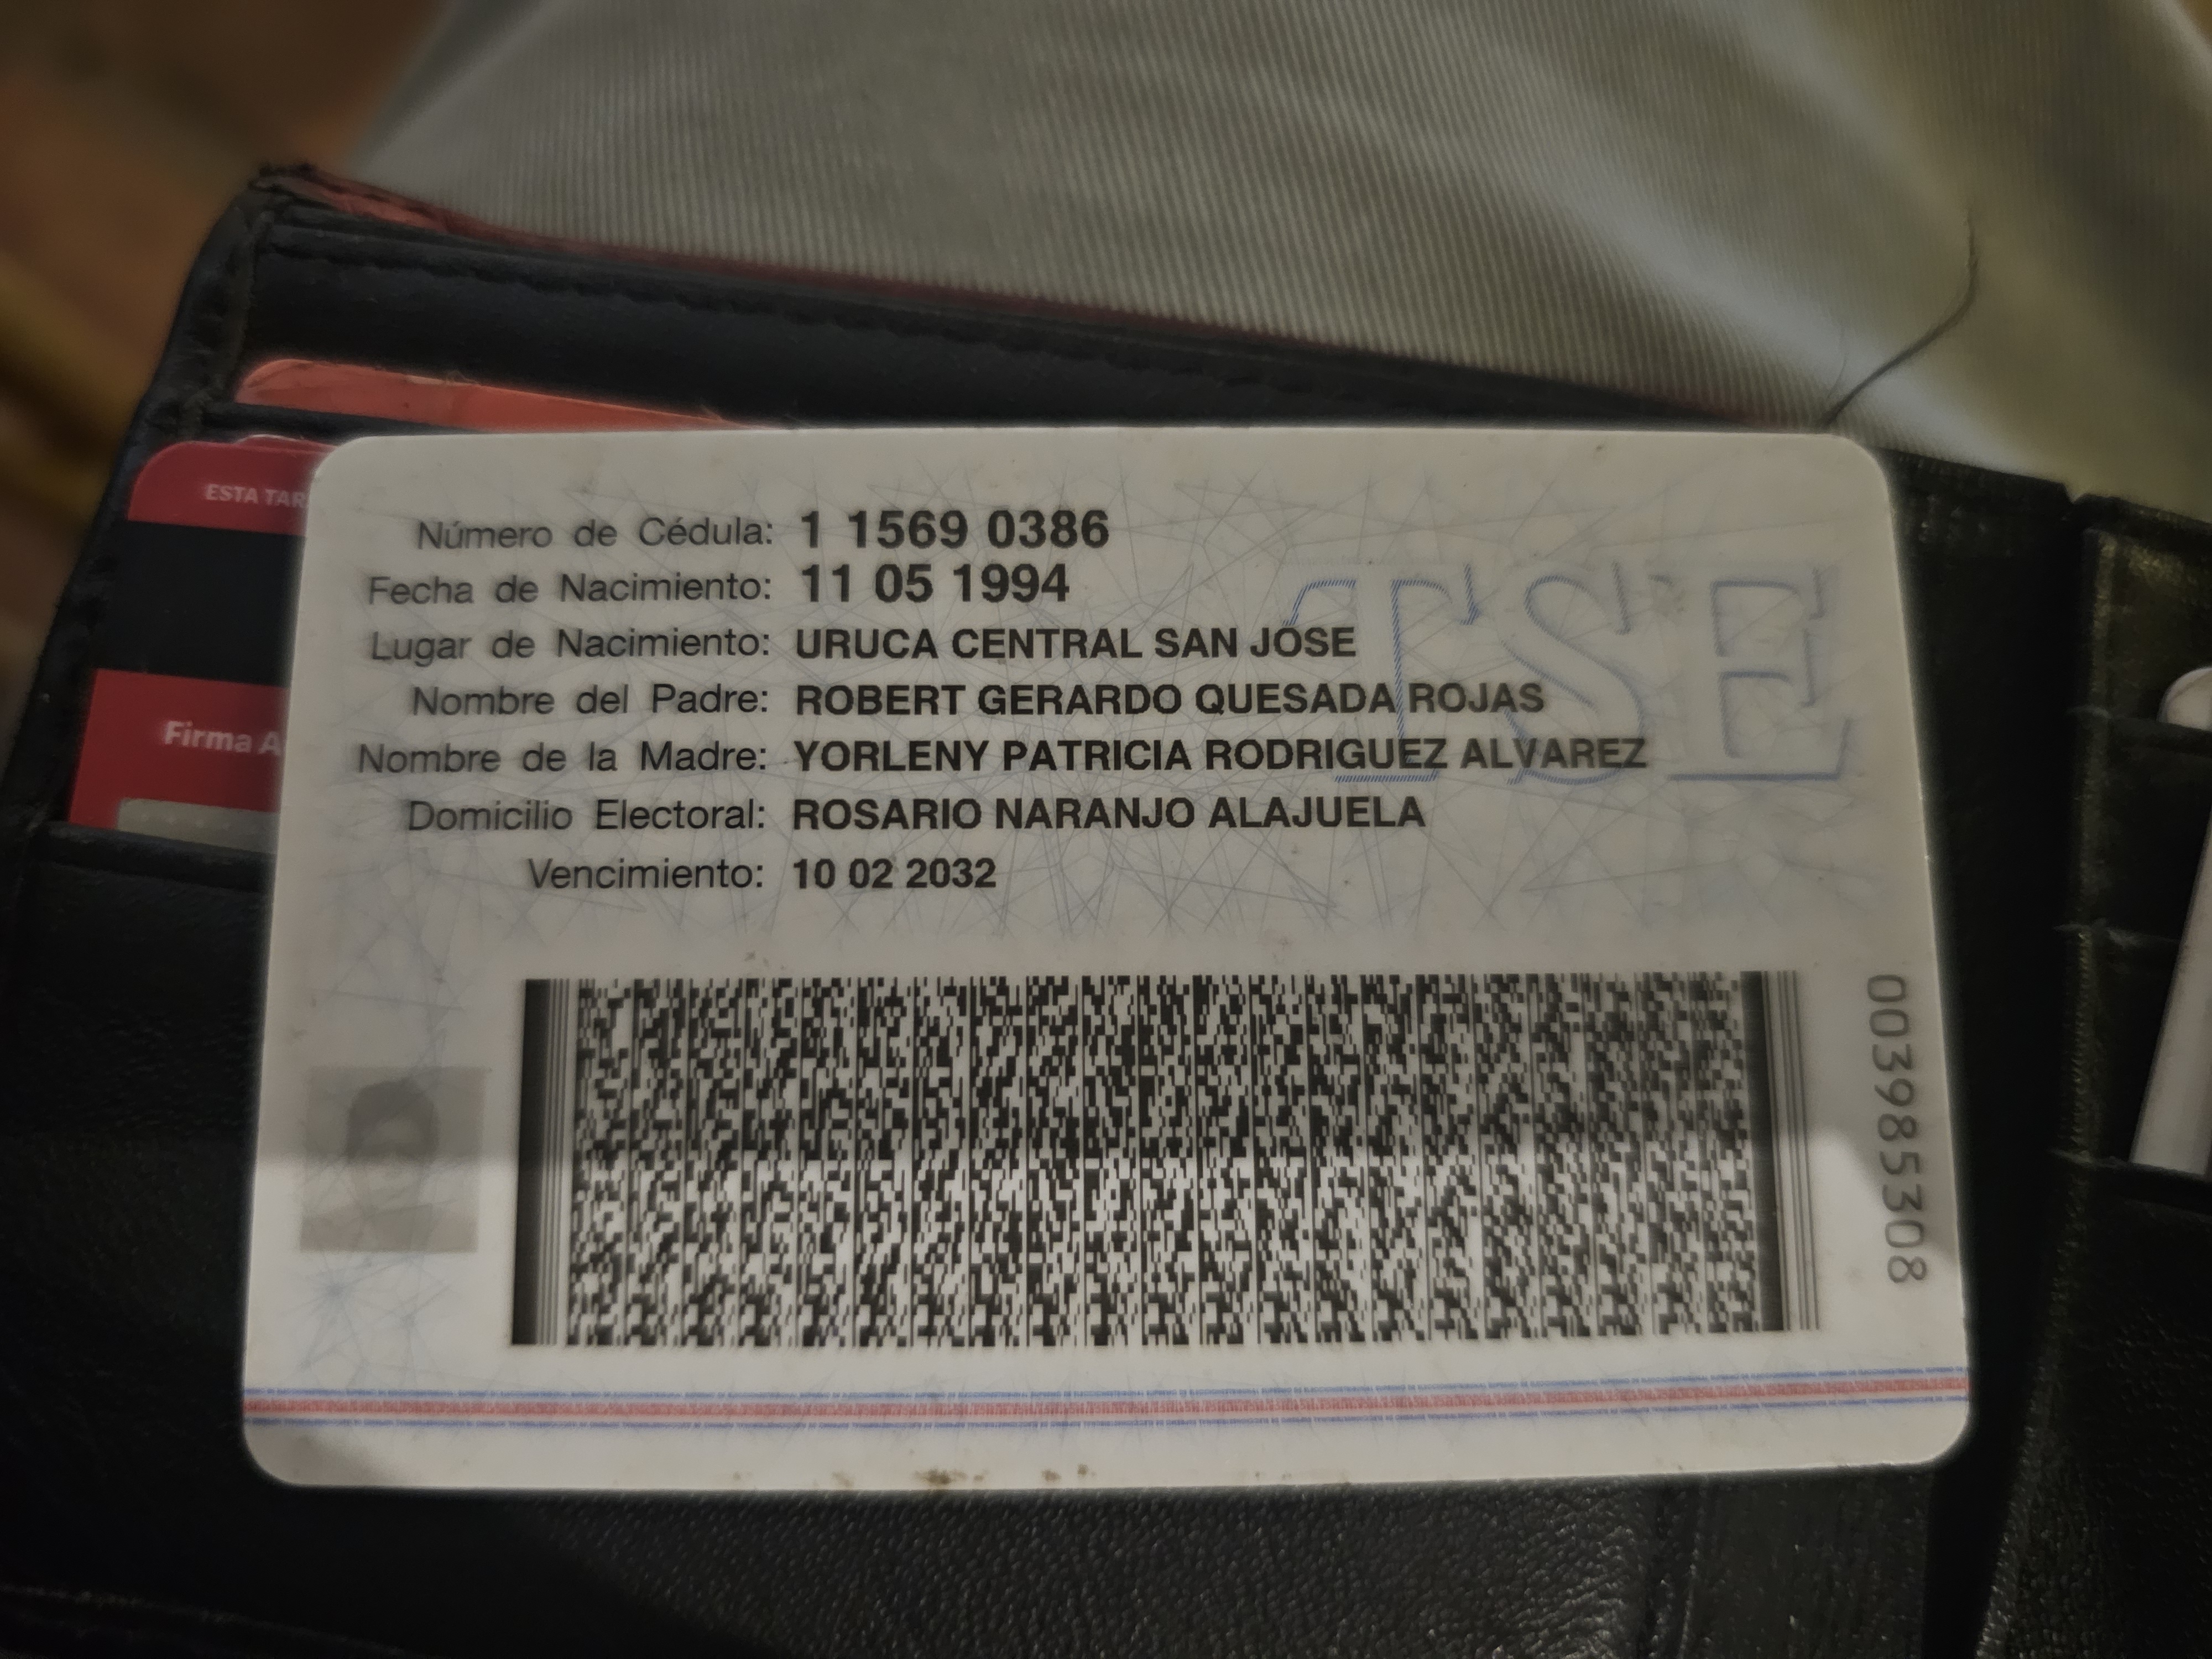 ESTA TAR
Número de Cédula: 1 1569 0386
Fecha de Nacimiento: 11 05 1994
Lugar de Nacimiento: URUCA CENTRAL SAN JOSE
Nombre del Padre: ROBERT GERARDO QUESADA ROJAS
Nombre de la Madre: YORLENY PATRICIA RODRIGUEZ ALVAREZ
Domicilio Electoral: ROSARIO NARANJO ALAJUELA
Vencimiento: 10 02 2032
TSE
Firma A
003985308